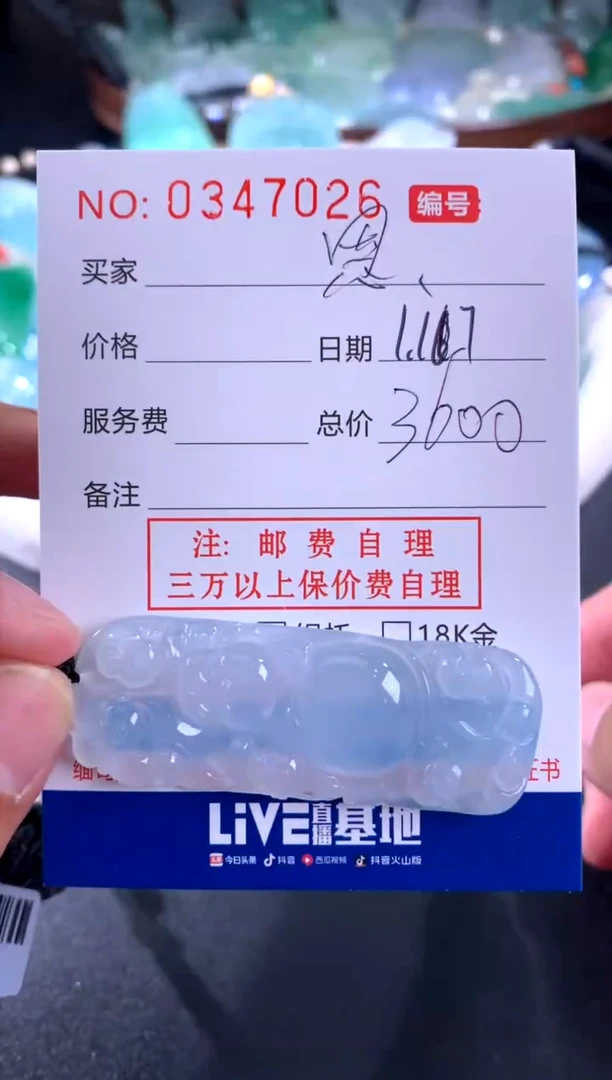 NO: 0347026 编号
买家
价格 日期
服务费 总价 3600
备注
注: 邮费自理
三万以上保价费自理
18K金
证书
LiVE直播基地
今日头条 抖音 西瓜视频 抖音火山版